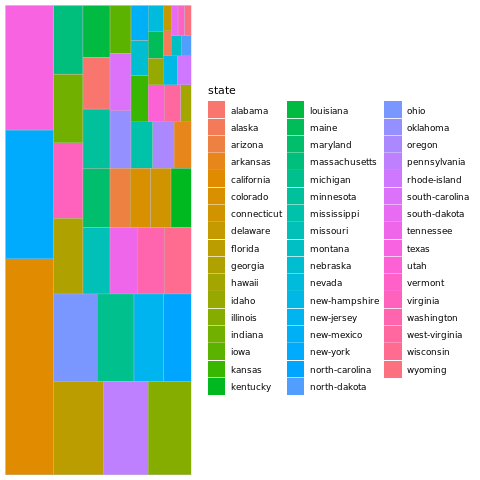 state
alabama
alaska
arizona
arkansas
california
colorado
connecticut
delaware
florida
georgia
hawaii
idaho
illinois
indiana
iowa
kansas
kentucky
louisiana
maine
maryland
massachusetts
michigan
minnesota
mississippi
missouri
montana
nebraska
nevada
new-hampshire
new-jersey
new-mexico
new-york
north-carolina
north-dakota
ohio
oklahoma
oregon
pennsylvania
rhode-island
south-carolina
south-dakota
tennessee
texas
utah
vermont
virginia
washington
west-virginia
wisconsin
wyoming